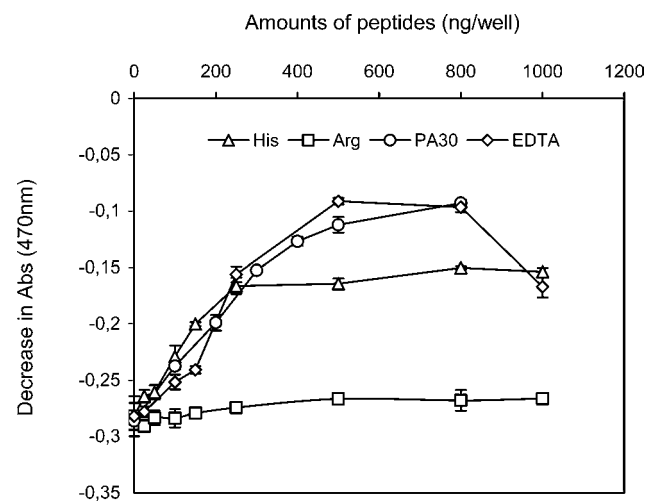 Amounts of peptides (ng/well)
0 200 400 600 800 1000 1200
0
-0,05
-0,1
-0,15
-0,2
-0,25
-0,3
-0,35
His Arg PA30 EDTA
Decrease in Abs (470nm)